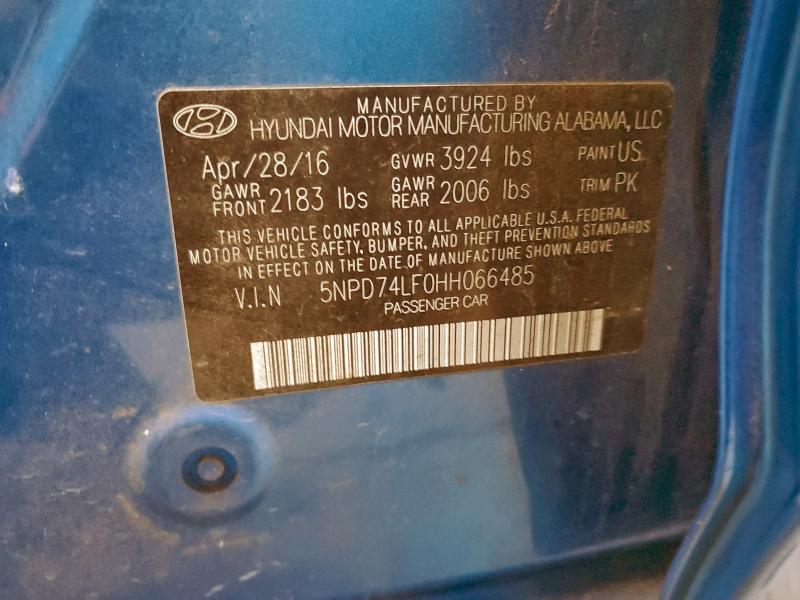 MANUFACTURED BY
HYUNDAI MOTOR MANUFACTURING ALABAMA, LLC
Apr/28/16 GVWR 3924 lbs PAINT US
GAWR FRONT 2183 lbs GAWR REAR 2006 lbs TRIM PK
THIS VEHICLE CONFORMS TO ALL APPLICABLE U.S.A. FEDERAL
MOTOR VEHICLE SAFETY, BUMPER, AND THEFT PREVENTION STANDARDS
IN EFFECT ON THE DATE OF MANUFACTURE SHOWN ABOVE
V.I.N 5NPD74LF0HH066485
PASSENGER CAR